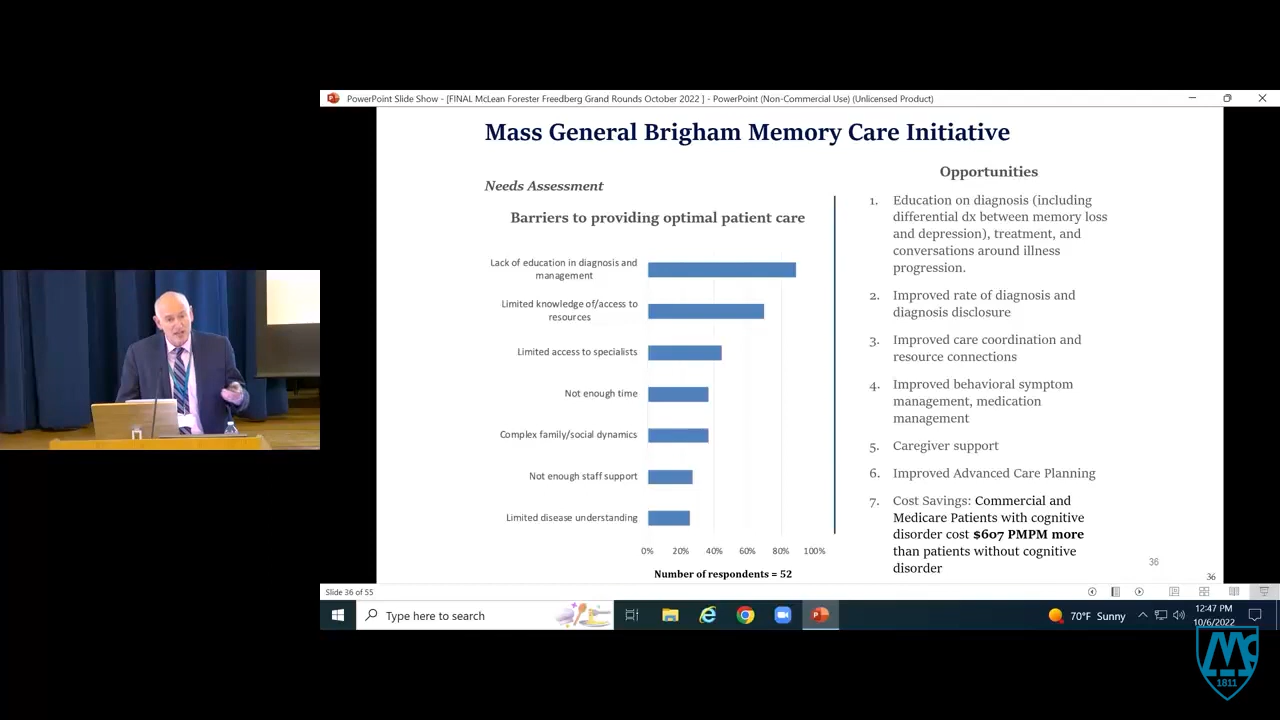 PowerPoint Slide Show - [FINAL McLean Forester Freedberg Grand Rounds October 2022 ] - PowerPoint (Non-Commercial Use) (Unlicensed Product)
Mass General Brigham Memory Care Initiative
Needs Assessment
Barriers to providing optimal patient care
Lack of education in diagnosis and
management
Limited knowledge of/access to
resources
Limited access to specialists
Not enough time
Complex family/social dynamics
Not enough staff support
Limited disease understanding
0% 20% 40% 60% 80% 100%
Number of respondents = 52
Opportunities
1. Education on diagnosis (including
differential dx between memory loss
and depression), treatment, and
conversations around illness
progression.
2. Improved rate of diagnosis and
diagnosis disclosure
3. Improved care coordination and
resource connections
4. Improved behavioral symptom
management, medication
management
5. Caregiver support
6. Improved Advanced Care Planning
7. Cost Savings: Commercial and
Medicare Patients with cognitive
disorder cost $607 PMPM more
than patients without cognitive
disorder
36
36
Slide 36 of 55
Type here to search
70°F Sunny
12:47 PM
10/6/2022
1811